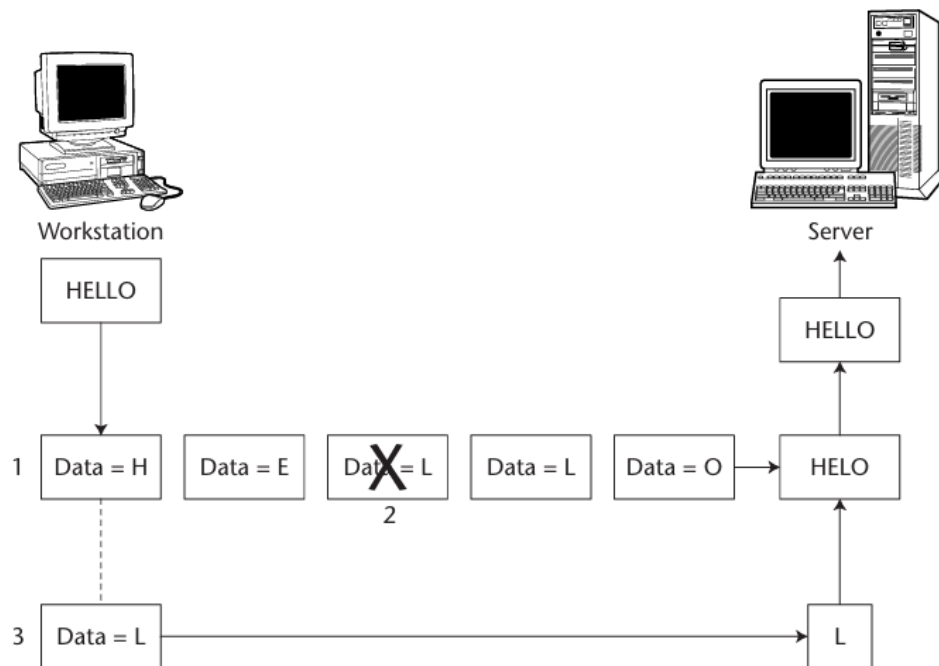 Workstation
Server
HELLO
HELLO
1
Data = H
Data = E
Data = L
Data = L
Data = O
HELO
2
3
Data = L
L